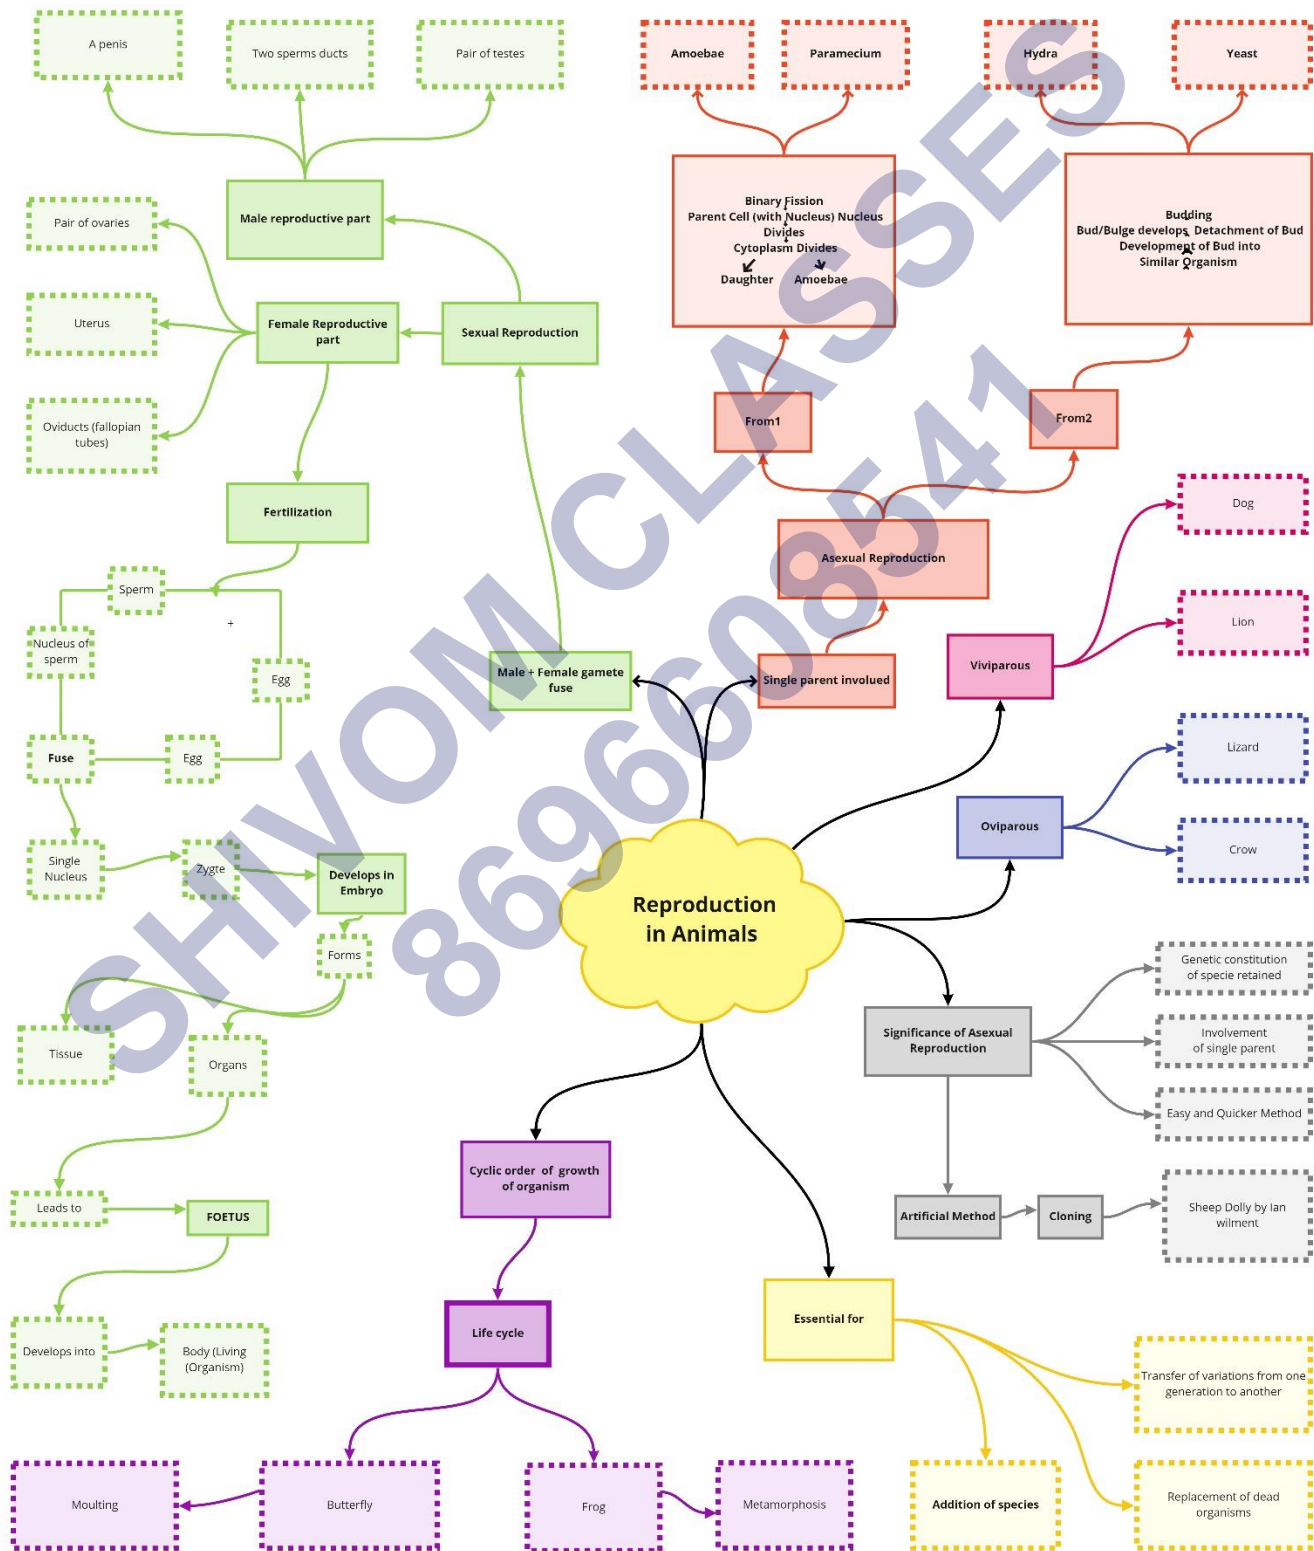 A penis
Two sperms ducts
Pair of testes
Amoebae
Paramecium
Hydra
Yeast
Male reproductive part
Binary Fission
Parent Cell (with Nucleus) Nucleus
Divides
Cytoplasm Divides
Daughter
Amoebae
Budding
Bud/Bulge develops Detachment of Bud
Development of Bud into
Similar Organism
Pair of ovaries
Uterus
Oviducts (fallopian
tubes)
Female Reproductive
part
Sexual Reproduction
From1
From2
Fertilization
Asexual Reproduction
Dog
Lion
Sperm
+
Nucleus of
sperm
Egg
Fuse
Egg
Male + Female gamete
fuse
Single parent involued
Viviparous
Lizard
Oviparous
Crow
Single
Nucleus
Zygte
Develops in
Embryo
Forms
Tissue
Organs
Reproduction
in Animals
Genetic constitution
of specie retained
Significance of Asexual
Reproduction
Involvement
of single parent
Easy and Quicker Method
Leads to
FOETUS
Cyclic order of growth
of organism
Artificial Method
Cloning
Sheep Dolly by Ian
wilment
Develops into
Body (Living
(Organism)
Life cycle
Essential for
Transfer of variations from one
generation to another
Moulting
Butterfly
Frog
Metamorphosis
Addition of species
Replacement of dead
organisms
SHIVOM CLASSES
8696608541